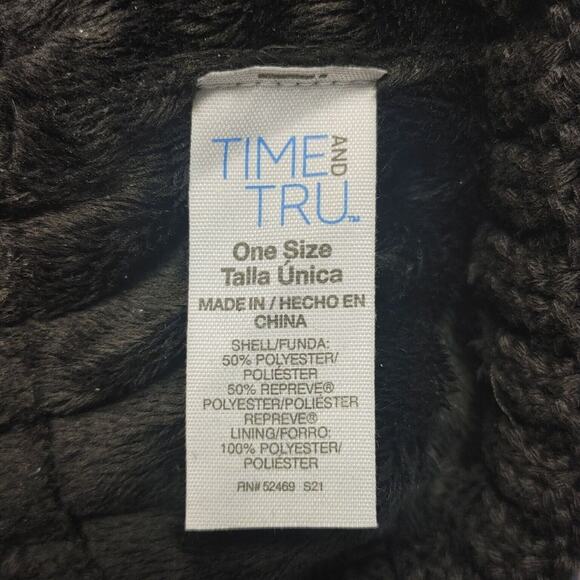 TIME AND
TRU™
One Size
Talla Única
MADE IN / HECHO EN
CHINA
SHELL/FUNDA:
50% POLYESTER/
POLIÉSTER
50% REPREVE®
POLYESTER/POLIÉSTER
REPREVE®
LINING/FORRO:
100% POLYESTER/
POLIÉSTER
RN# 52469 S21